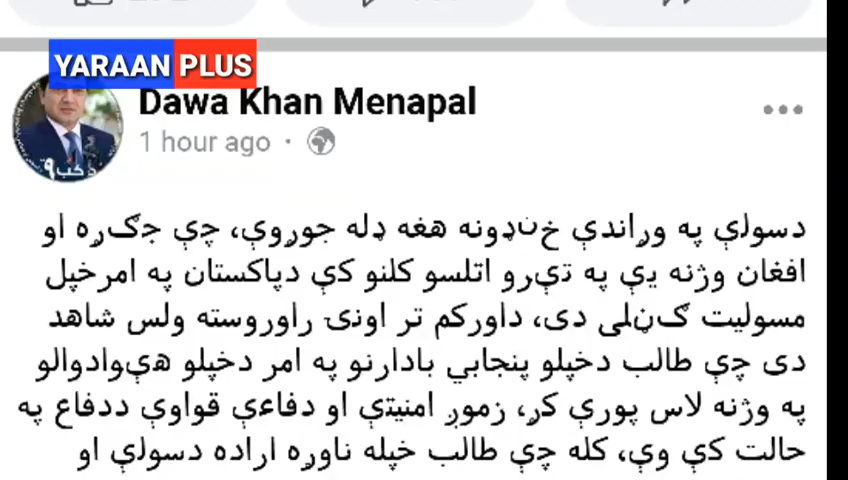 YARAAN PLUS
Dawa Khan Menapal
1 hour ago
دسولې په وړاندې خنډونه هغه ډله جوړوي، چې جګړه او
افغان وژنه يې په تېرو اتلسو کلنو کې دپاکستان په امرخپل
مسوليت ګڼلی دی، داورکم تر اونۍ راوروسته ولس شاهد
دی چې طالب دخپلو پنجابي بادارنو په امر دخپلو هېوادوالو
په وژنه لاس پورې کړ، زموږ امنيتي او دفاعي قواوې ددفاع په
حالت کې وې، کله چې طالب خپله ناوړه اراده دسولې او